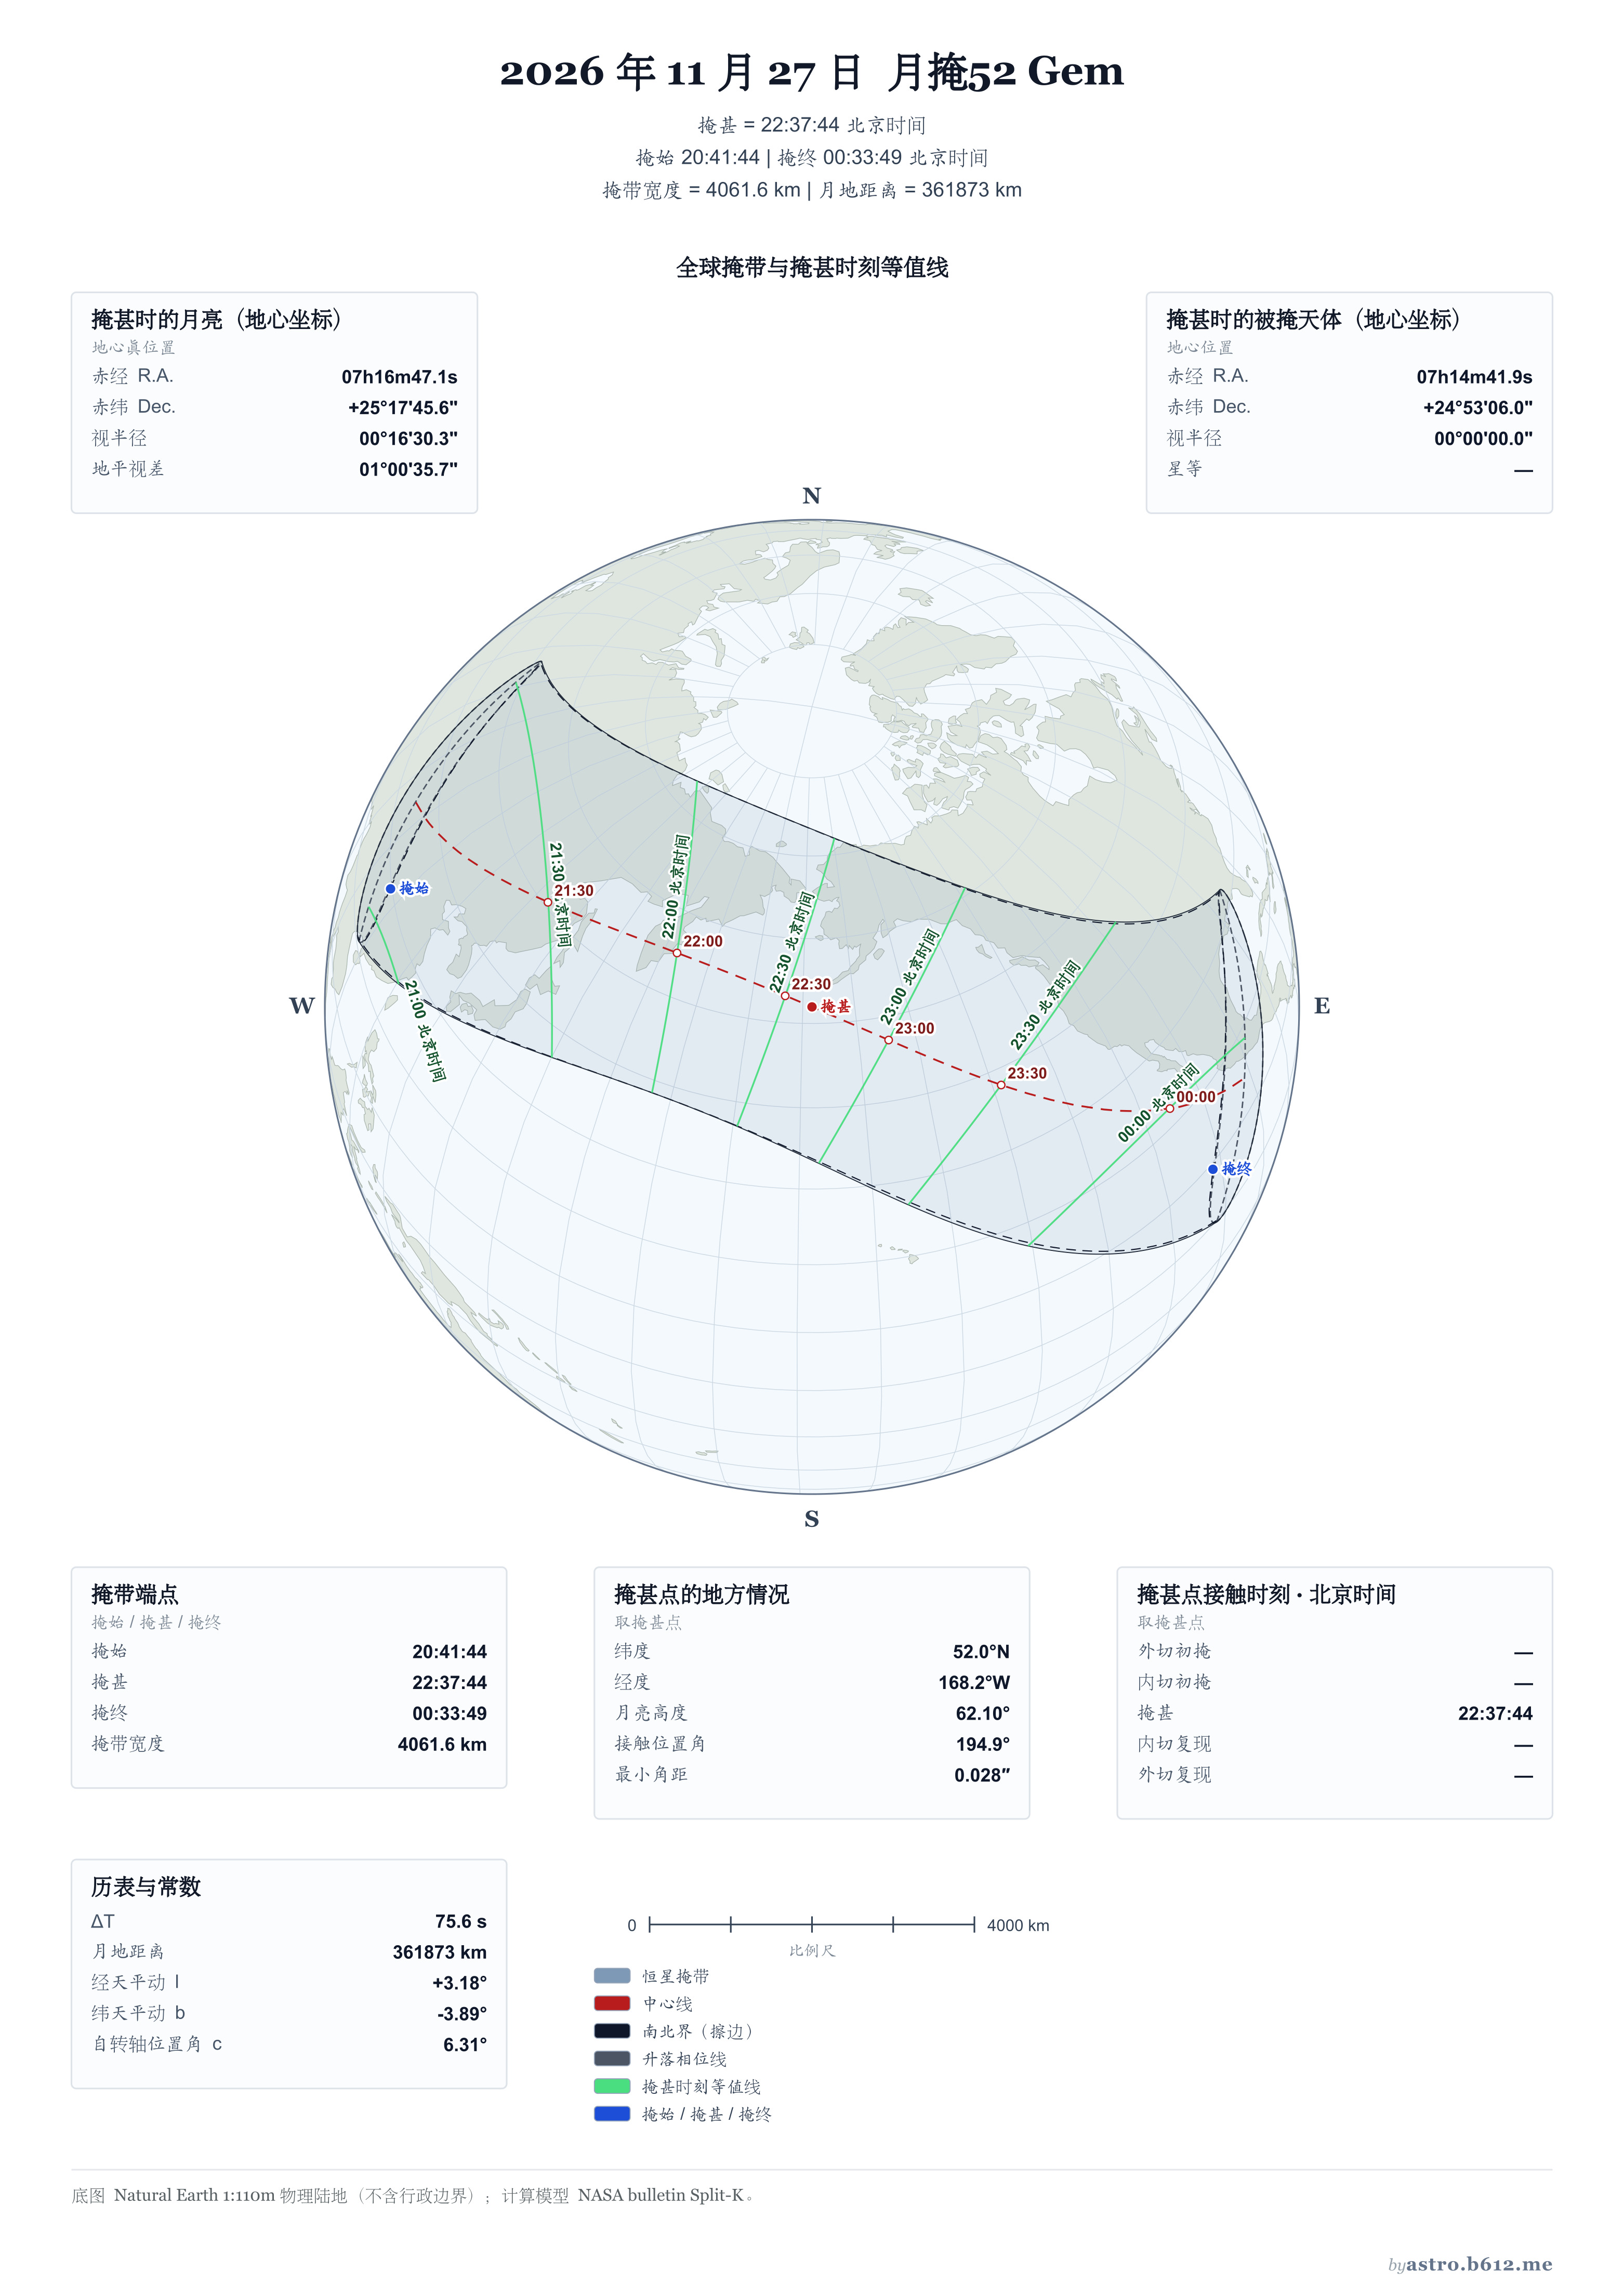 2026 年 11 月 27 日 月掩52 Gem
掩甚 = 22:37:44 北京时间
掩始 20:41:44 | 掩终 00:33:49 北京时间
掩带宽度 = 4061.6 km | 月地距离 = 361873 km
全球掩带与掩甚时刻等值线
掩甚时的月亮（地心坐标）
地心真位置
赤经 R.A. 07h16m47.1s
赤纬 Dec. +25°17'45.6"
视半径 00°16'30.3"
地平视差 01°00'35.7"
掩甚时的被掩天体（地心坐标）
地心位置
赤经 R.A. 07h14m41.9s
赤纬 Dec. +24°53'06.0"
视半径 00°00'00.0"
星等 —
N
W
E
S
掩始
21:00 北京时间
21:30 北京时间
21:30
22:00 北京时间
22:00
22:30 北京时间
22:30
掩甚
23:00 北京时间
23:00
23:30 北京时间
23:30
00:00 北京时间
00:00
掩终
掩带端点
掩始 / 掩甚 / 掩终
掩始 20:41:44
掩甚 22:37:44
掩终 00:33:49
掩带宽度 4061.6 km
掩甚点的地方情况
取掩甚点
纬度 52.0°N
经度 168.2°W
月亮高度 62.10°
接触位置角 194.9°
最小角距 0.028″
掩甚点接触时刻 · 北京时间
取掩甚点
外切初掩 —
内切初掩 —
掩甚 22:37:44
内切复现 —
外切复现 —
历表与常数
ΔT 75.6 s
月地距离 361873 km
经天平动 l +3.18°
纬天平动 b -3.89°
自转轴位置角 c 6.31°
0 4000 km
比例尺
恒星掩带
中心线
南北界（擦边）
升落相位线
掩甚时刻等值线
掩始 / 掩甚 / 掩终
底图 Natural Earth 1:110m 物理陆地（不含行政边界）；计算模型 NASA bulletin Split-K。
byastro.b612.me